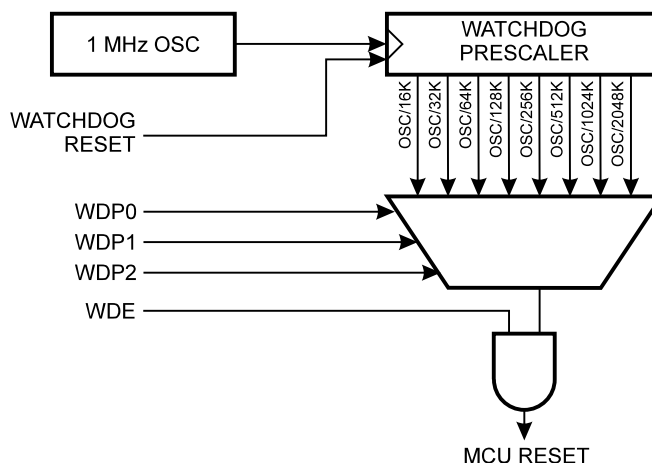 1 MHz OSC
WATCHDOG
PRESCALER
WATCHDOG
RESET
OSC/16K
OSC/32K
OSC/64K
OSC/128K
OSC/256K
OSC/512K
OSC/1024K
OSC/2048K
WDP0
WDP1
WDP2
WDE
MCU RESET